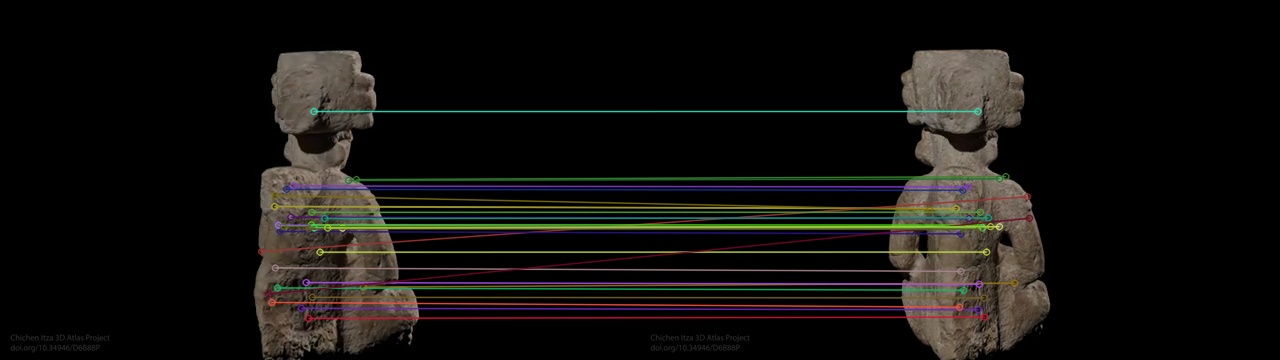 Chichen Itza 3D Atlas Project
doi.org/10.34946/D6B88P
Chichen Itza 3D Atlas Project
doi.org/10.34946/D6B88P